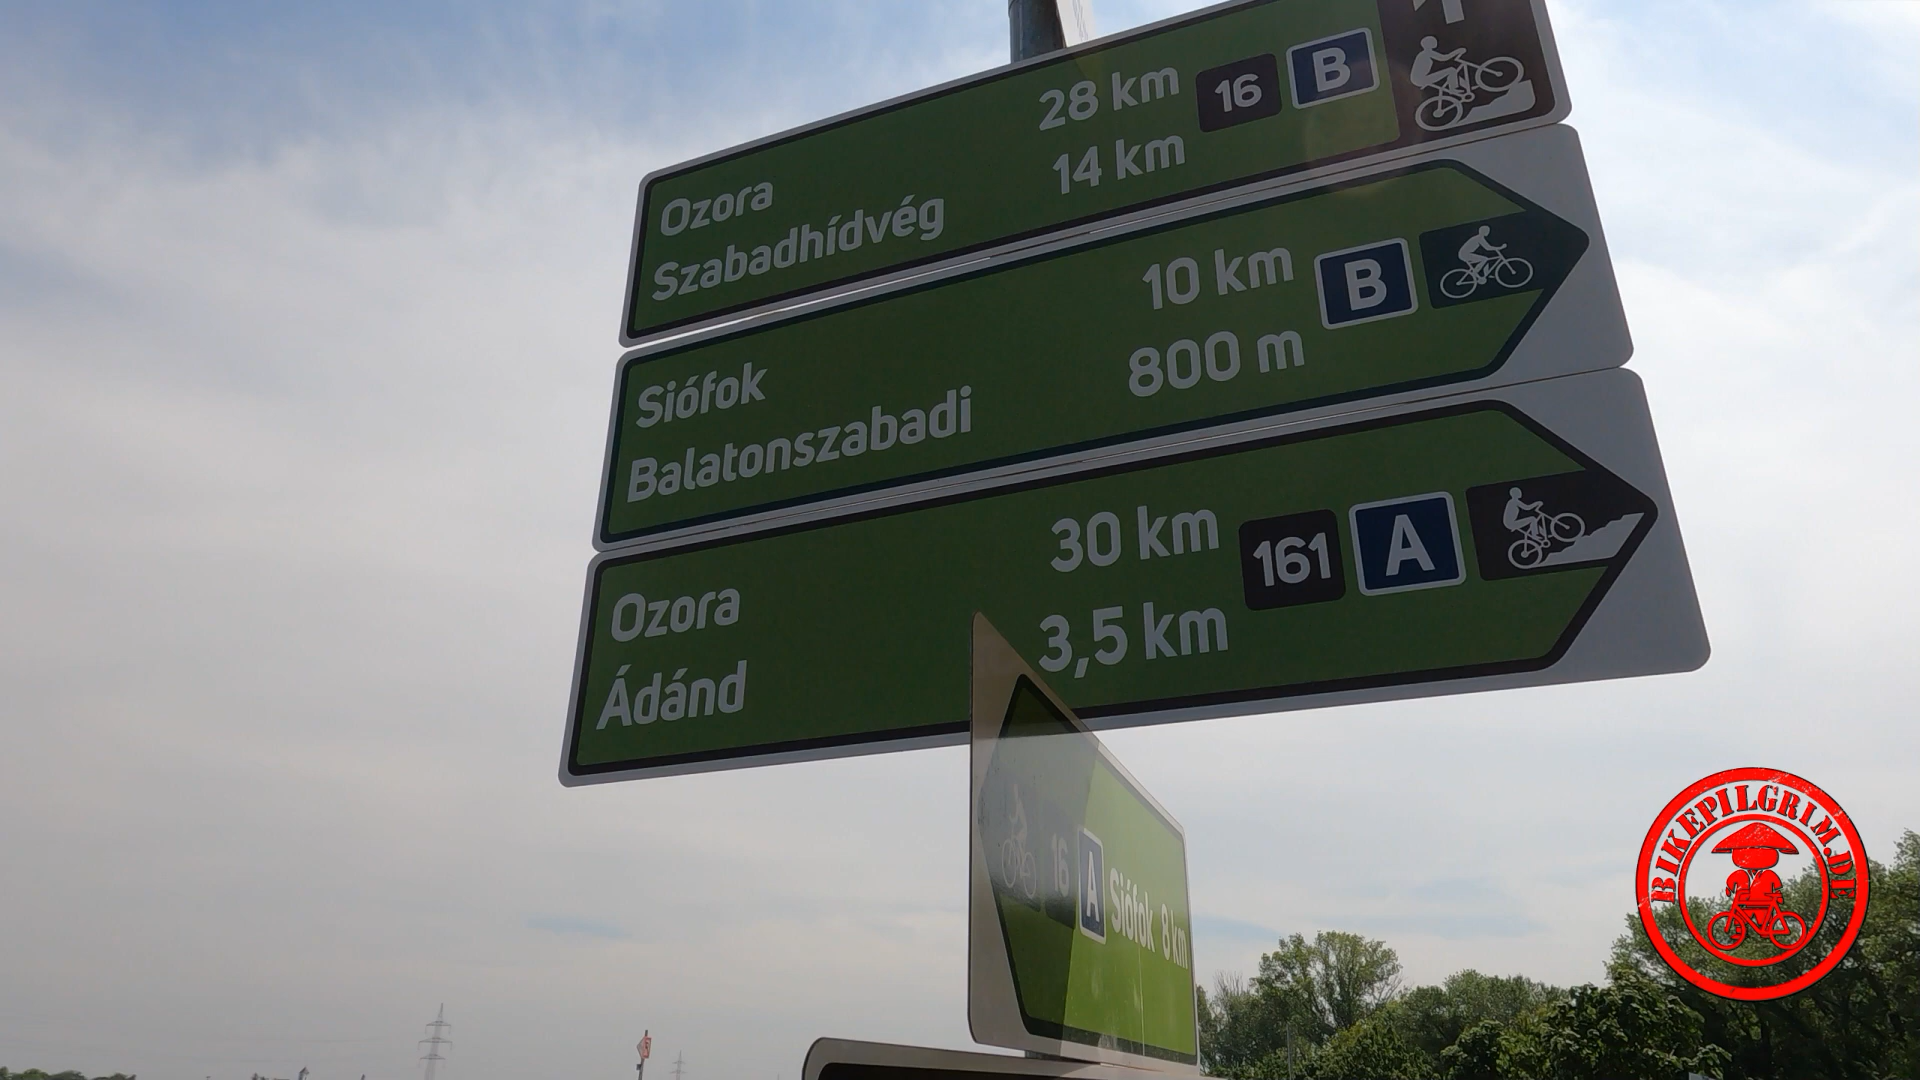 Ozora 28 km 16 B
Szabadhídvég 14 km
Siófok 10 km B
Balatonszabadi 800 m
Ozora 30 km 161 A
Ádánd 3,5 km
16 A Siófok 8 km
BIKEPILGRIM.DE